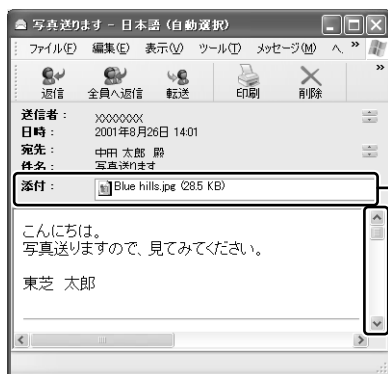 写真送ります - 日本語 (自動選択)
ファイル(F) 編集(E) 表示(V) ツール(T) メッセージ(M) ヘ »
返信 全員へ返信 転送 印刷 削除 »
送信者： xxxxxxxx
日時： 2001年8月26日 14:01
宛先： 中田 太郎 殿
件名： 写真送ります
添付： Blue hills.jpg (28.5 KB)
こんにちは。
写真送りますので、見てみてください。
東芝 太郎